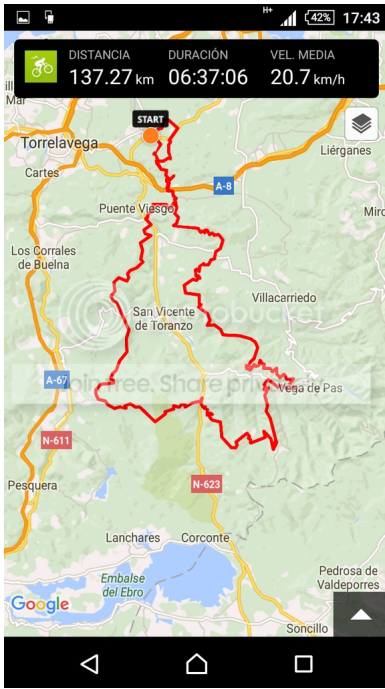 H+ 42% 17:43
DISTANCIA DURACIÓN VEL. MEDIA
137.27 km 06:37:06 20.7 km/h
Mar
START
Torrelavega
Liérganes
Cartes
A-8
Puente Viesgo
Los Corrales
de Buelna
Villacarriedo
San Vicente
de Toranzo
A-67
Share
Vega de Pas
N-611
N-623
Pesquera
Lanchares Corconte
Embalse
del Ebro
Pedrosa de
Valdeporres
Google
Soncillo